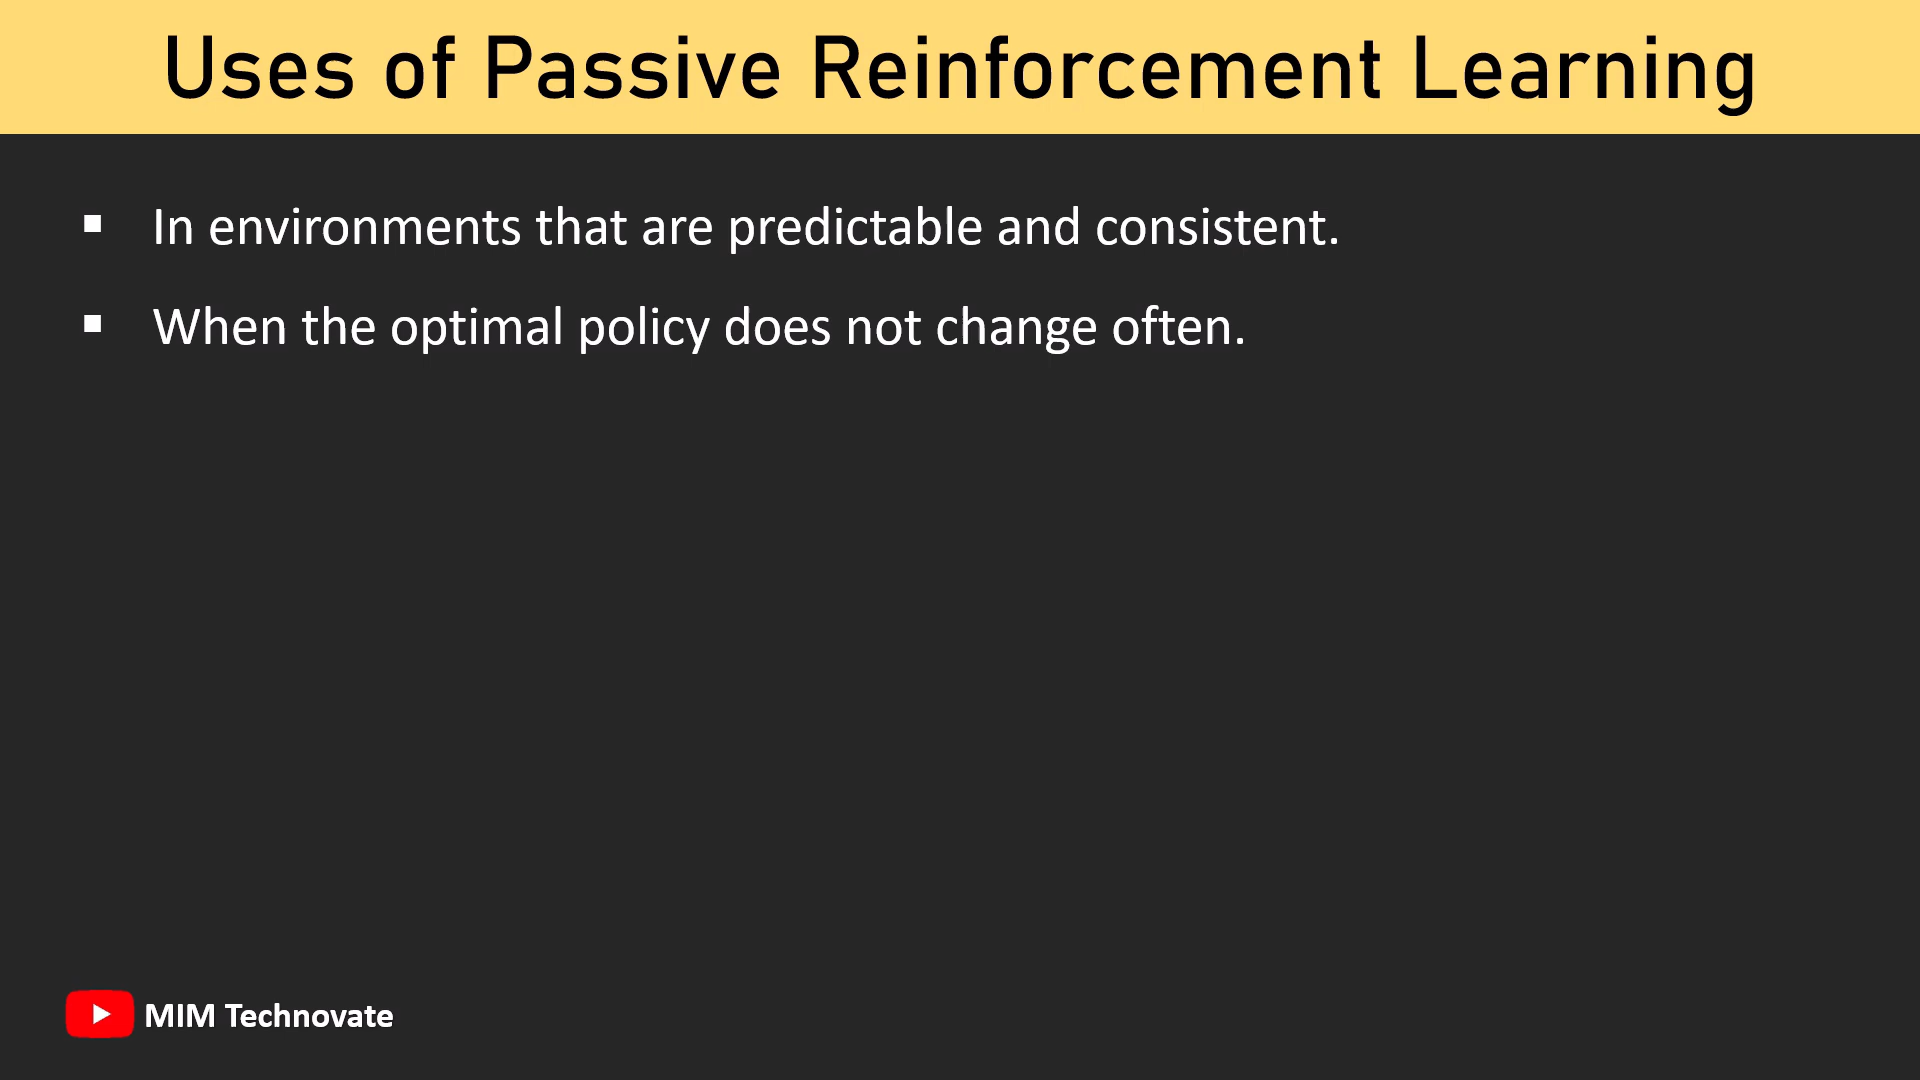 Uses of Passive Reinforcement Learning
▪ In environments that are predictable and consistent.
▪ When the optimal policy does not change often.
MIM Technovate